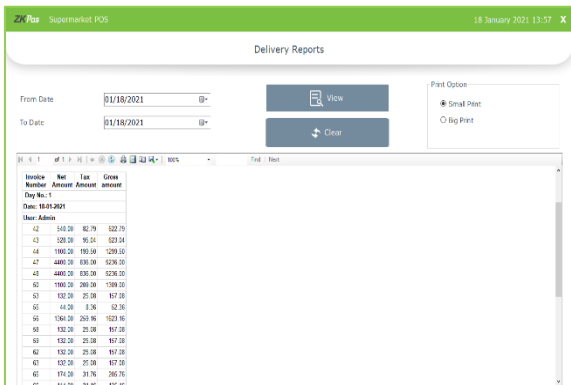 ZKPos Supermarket POS 18 January 2021 13:57 X
Delivery Reports
From Date 01/18/2021
To Date 01/18/2021
View
Clear
Print Option
Small Print
Big Print
1 of 1 100% Find Next
Invoice Number Net Amount Tax Amount Gross amount
Day No.: 1
Date: 18-01-2021
User: Admin
42 540.00 82.79 622.79
43 528.00 95.04 623.04
44 1100.00 199.50 1299.50
47 4400.00 836.00 5236.00
48 4400.00 836.00 5236.00
50 1100.00 209.00 1309.00
53 132.00 25.08 157.08
55 44.00 8.36 52.36
56 1364.00 259.16 1623.16
58 132.00 25.08 157.08
59 132.00 25.08 157.08
62 132.00 25.08 157.08
63 132.00 25.08 157.08
65 174.00 31.76 205.76